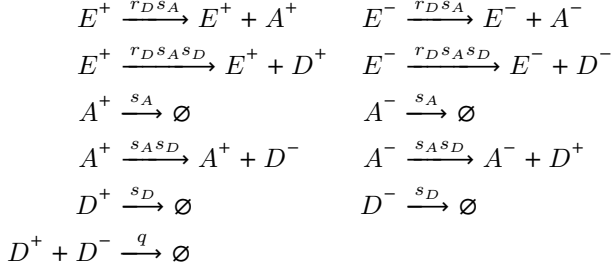 E⁺ —r_D s_A→ E⁺ + A⁺    E⁻ —r_D s_A→ E⁻ + A⁻
E⁺ —r_D s_A s_D→ E⁺ + D⁺    E⁻ —r_D s_A s_D→ E⁻ + D⁻
A⁺ —s_A→ ∅    A⁻ —s_A→ ∅
A⁺ —s_A s_D→ A⁺ + D⁻    A⁻ —s_A s_D→ A⁻ + D⁺
D⁺ —s_D→ ∅    D⁻ —s_D→ ∅
D⁺ + D⁻ —q→ ∅